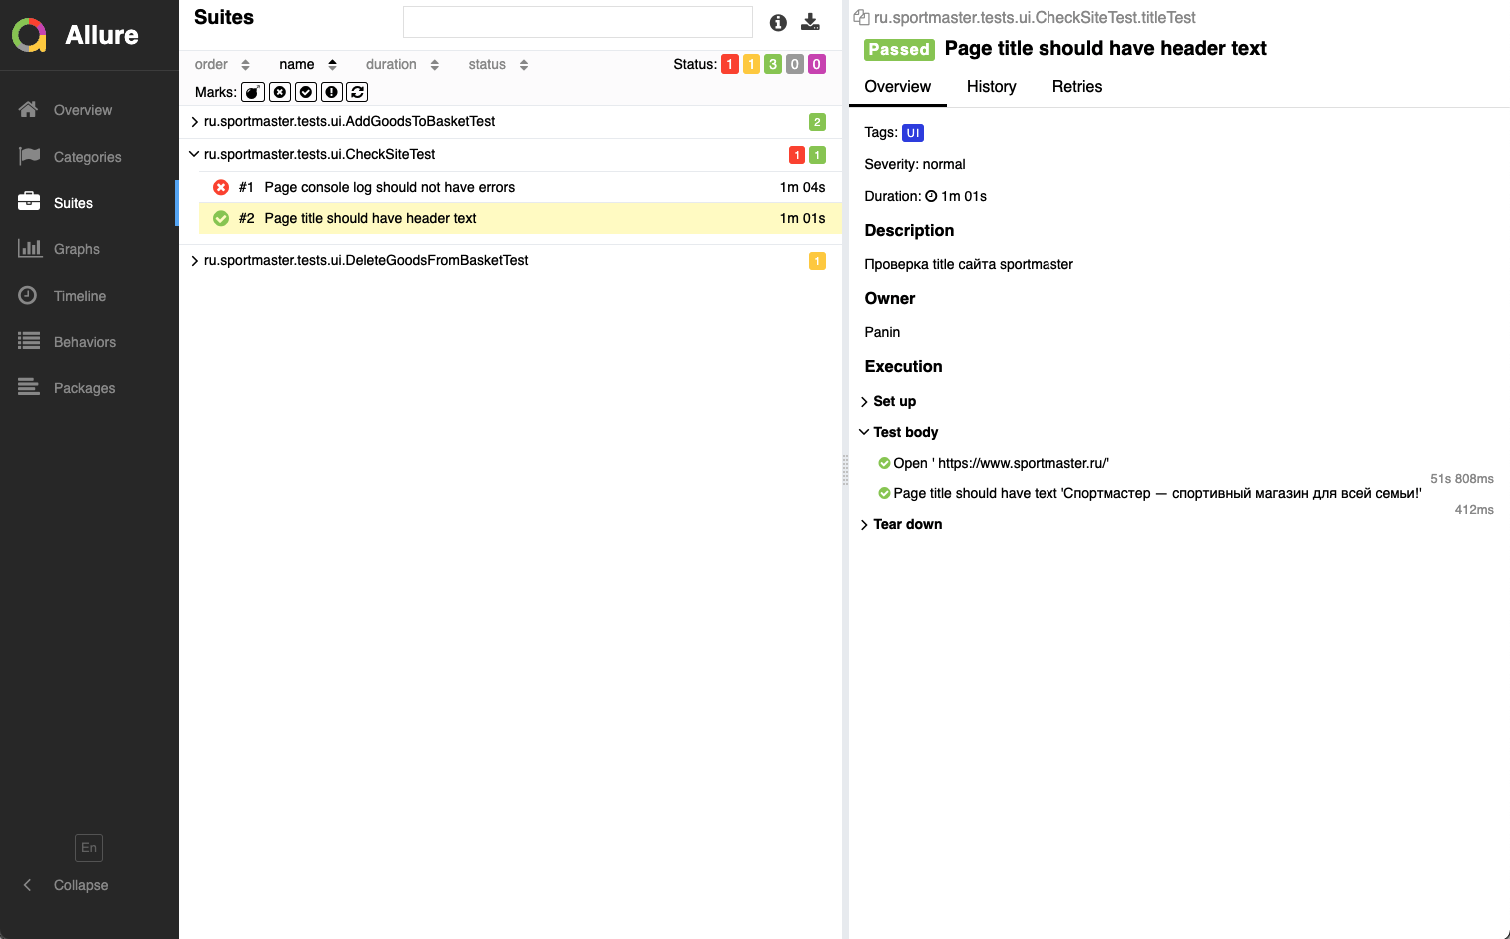 Allure
Overview
Categories
Suites
Graphs
Timeline
Behaviors
Packages
En
Collapse
Suites
order name duration status Status: 1 1 3 0 0
Marks:
ru.sportmaster.tests.ui.AddGoodsToBasketTest 2
ru.sportmaster.tests.ui.CheckSiteTest 1 1
#1 Page console log should not have errors 1m 04s
#2 Page title should have header text 1m 01s
ru.sportmaster.tests.ui.DeleteGoodsFromBasketTest 1
ru.sportmaster.tests.ui.CheckSiteTest.titleTest
Passed Page title should have header text
Overview History Retries
Tags: UI
Severity: normal
Duration: 1m 01s
Description
Проверка title сайта sportmaster
Owner
Panin
Execution
Set up
Test body
Open ' https://www.sportmaster.ru/'
51s 808ms
Page title should have text 'Спортмастер — спортивный магазин для всей семьи!'
412ms
Tear down